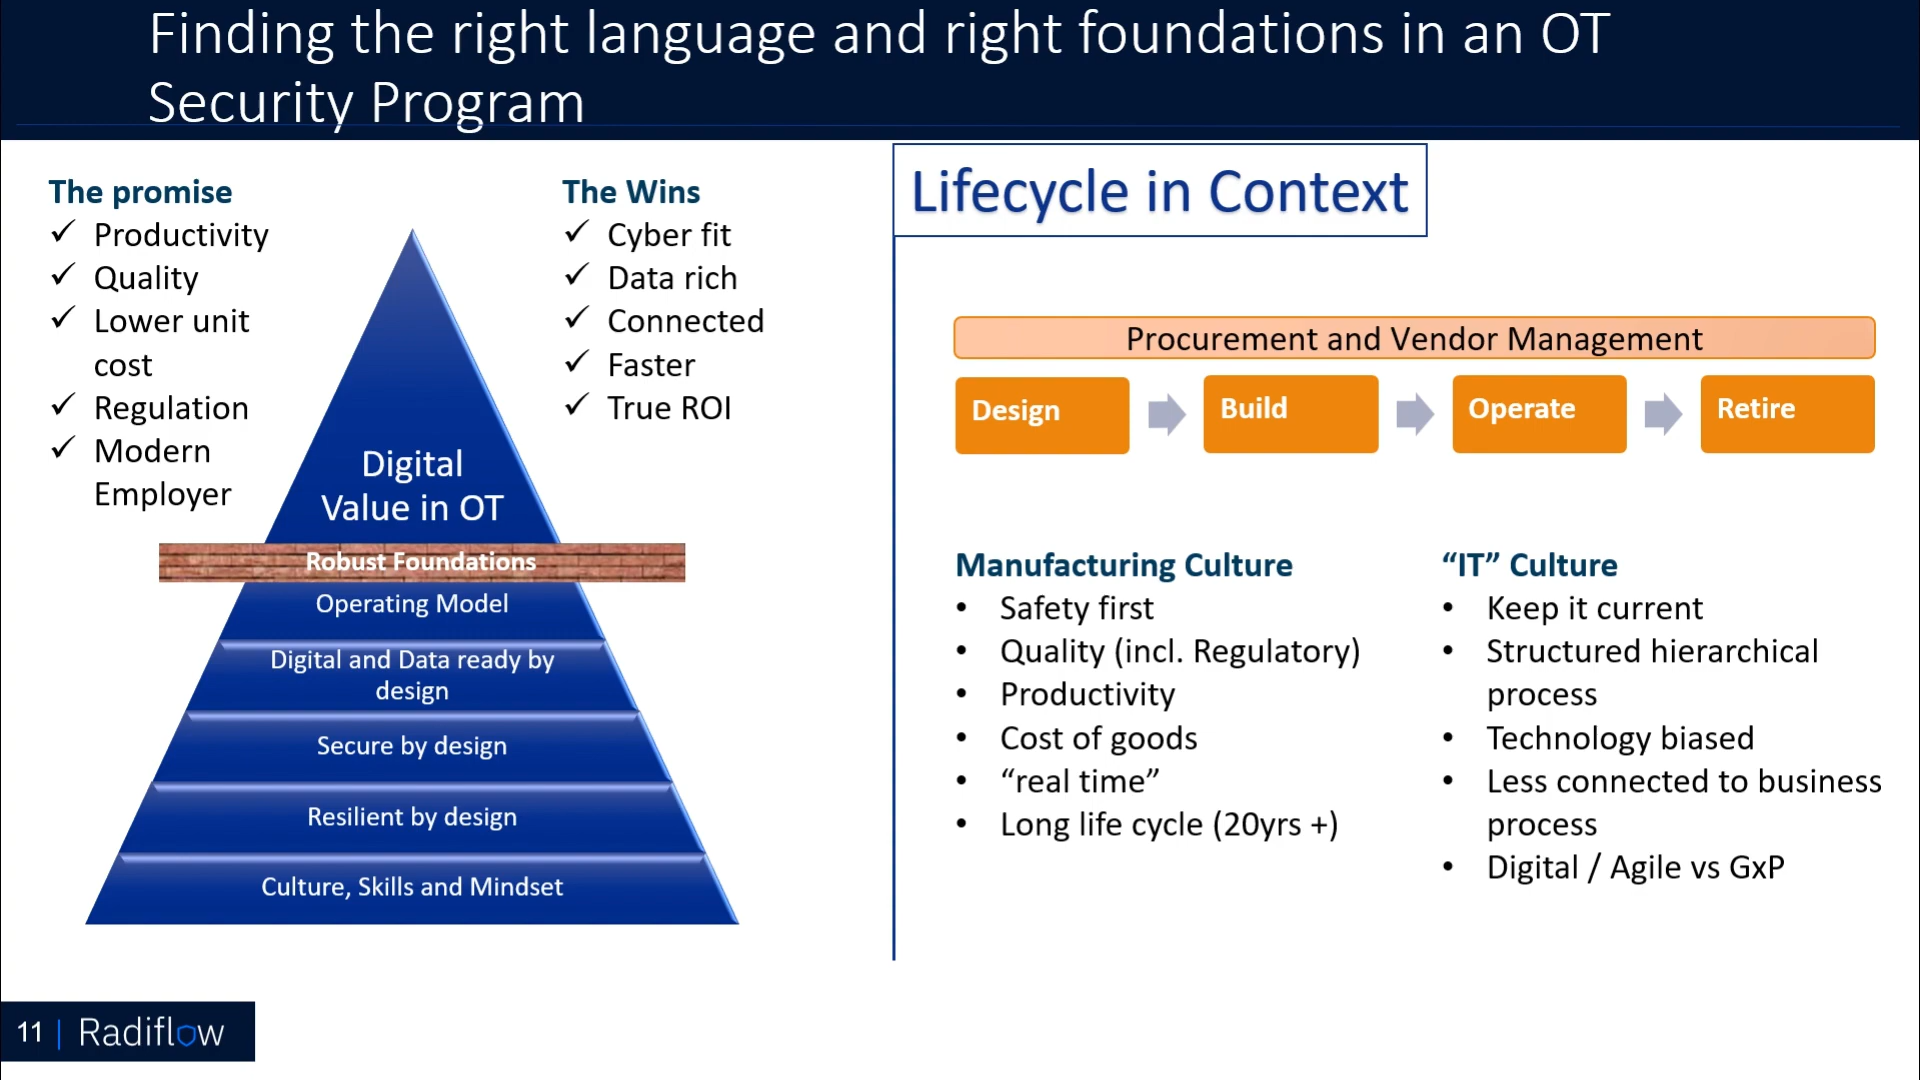 Finding the right language and right foundations in an OT
Security Program
The promise
✓ Productivity
✓ Quality
✓ Lower unit
cost
✓ Regulation
✓ Modern
Employer
The Wins
✓ Cyber fit
✓ Data rich
✓ Connected
✓ Faster
✓ True ROI
Digital
Value in OT
Robust Foundations
Operating Model
Digital and Data ready by
design
Secure by design
Resilient by design
Culture, Skills and Mindset
Lifecycle in Context
Procurement and Vendor Management
Design
Build
Operate
Retire
Manufacturing Culture
• Safety first
• Quality (incl. Regulatory)
• Productivity
• Cost of goods
• “real time”
• Long life cycle (20yrs +)
“IT” Culture
• Keep it current
• Structured hierarchical
process
• Technology biased
• Less connected to business
process
• Digital / Agile vs GxP
11 | Radiflow